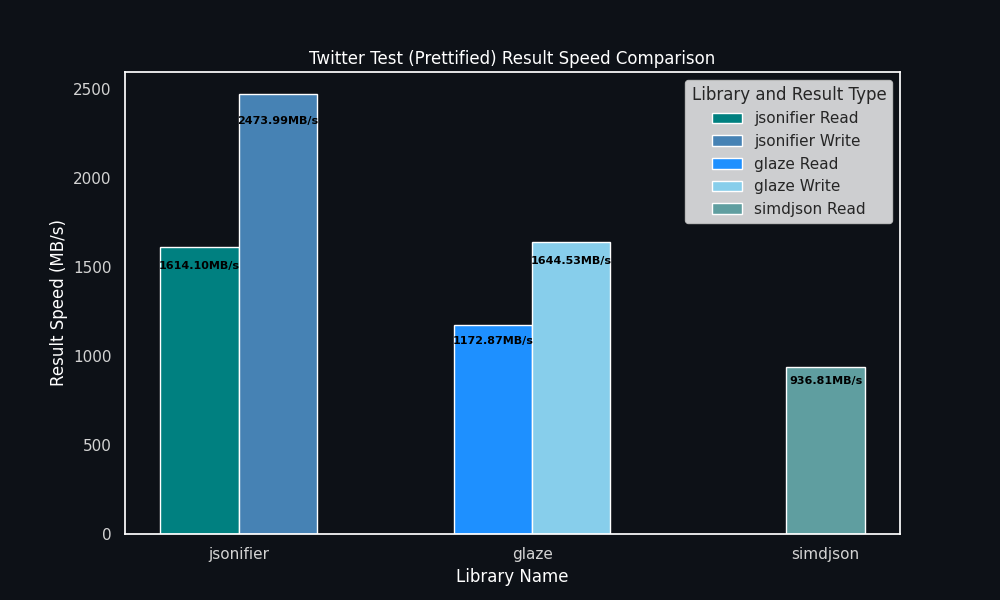 Twitter Test (Prettified) Result Speed Comparison
Result Speed (MB/s)
2500
2000
1500
1000
500
0
2473.99MB/s
1614.10MB/s
1644.53MB/s
1172.87MB/s
936.81MB/s
Library and Result Type
jsonifier Read
jsonifier Write
glaze Read
glaze Write
simdjson Read
jsonifier
glaze
simdjson
Library Name